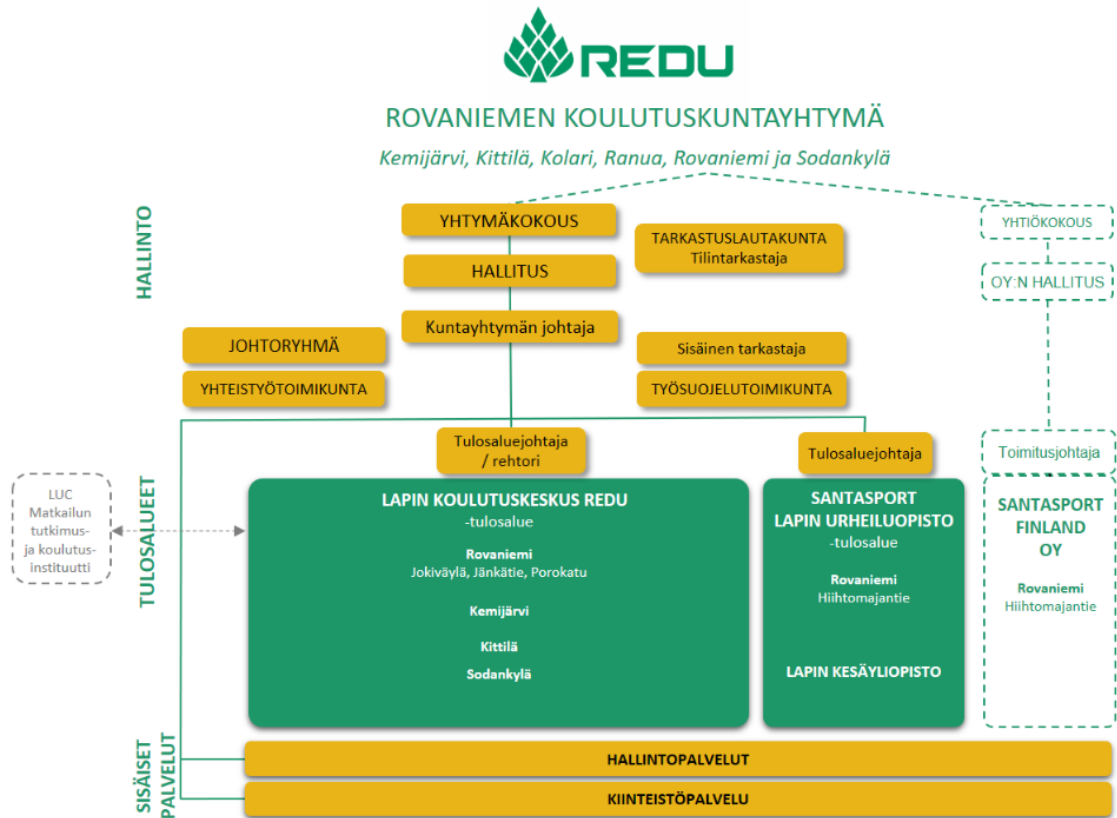 REDU
ROVANIEMEN KOULUTUSKUNTAYHTYMÄ
Kemijärvi, Kittilä, Kolari, Ranua, Rovaniemi ja Sodankylä
HALLINTO
YHTYMÄKOKOUS
HALLITUS
Kuntayhtymän johtaja
TARKASTUSLAUTAKUNTA
Tilintarkastaja
YHTIÖKOKOUS
OY:N HALLITUS
JOHTORYHMÄ
YHTEISTYÖTOIMIKUNTA
Sisäinen tarkastaja
TYÖSUOJELUTOIMIKUNTA
TULOSALUEET
LUC
Matkailun
tutkimus-
ja koulutus-
instituutti
Tulosaluejohtaja
/ rehtori
LAPIN KOULUTUSKESKUS REDU
-tulosalue
Rovaniemi
Jokiväylä, Jänkätie, Porokatu
Kemijärvi
Kittilä
Sodankylä
Tulosaluejohtaja
SANTASPORT
LAPIN URHEILUOPISTO
-tulosalue
Rovaniemi
Hiihtomajantie
LAPIN KESÄYLIOPISTO
Toimitusjohtaja
SANTASPORT
FINLAND
OY
Rovaniemi
Hiihtomajantie
SISÄISET
PALVELUT
HALLINTOPALVELUT
KIINTEISTÖPALVELU